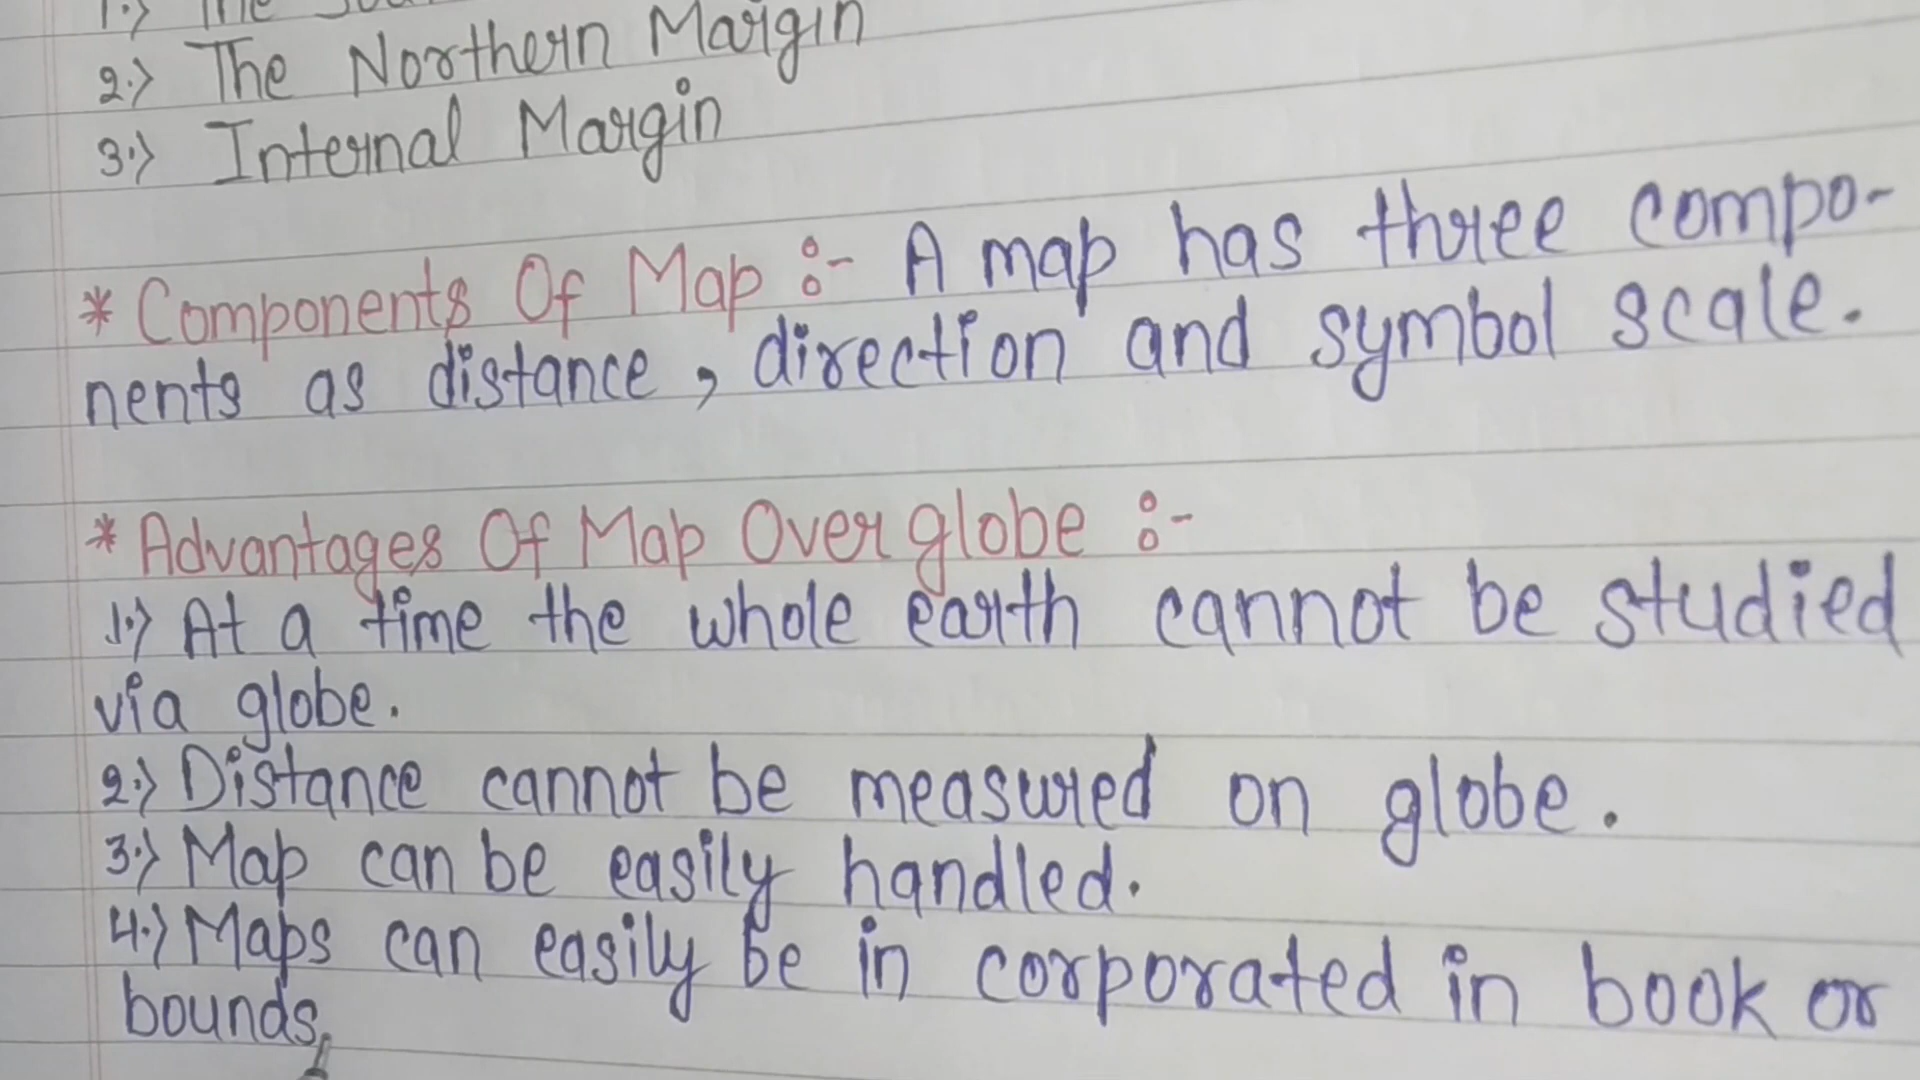 1.) The
2.) The Northern Margin
3.) Internal Margin
* Components Of Map :- A map has three compo-
nents as distance, direction and symbol scale.
* Advantages Of Map Over globe :-
1.) At a time the whole earth cannot be studied
via globe.
2.) Distance cannot be measured on globe.
3.) Map can be easily handled.
4.) Maps can easily be in corporated in book or
bounds